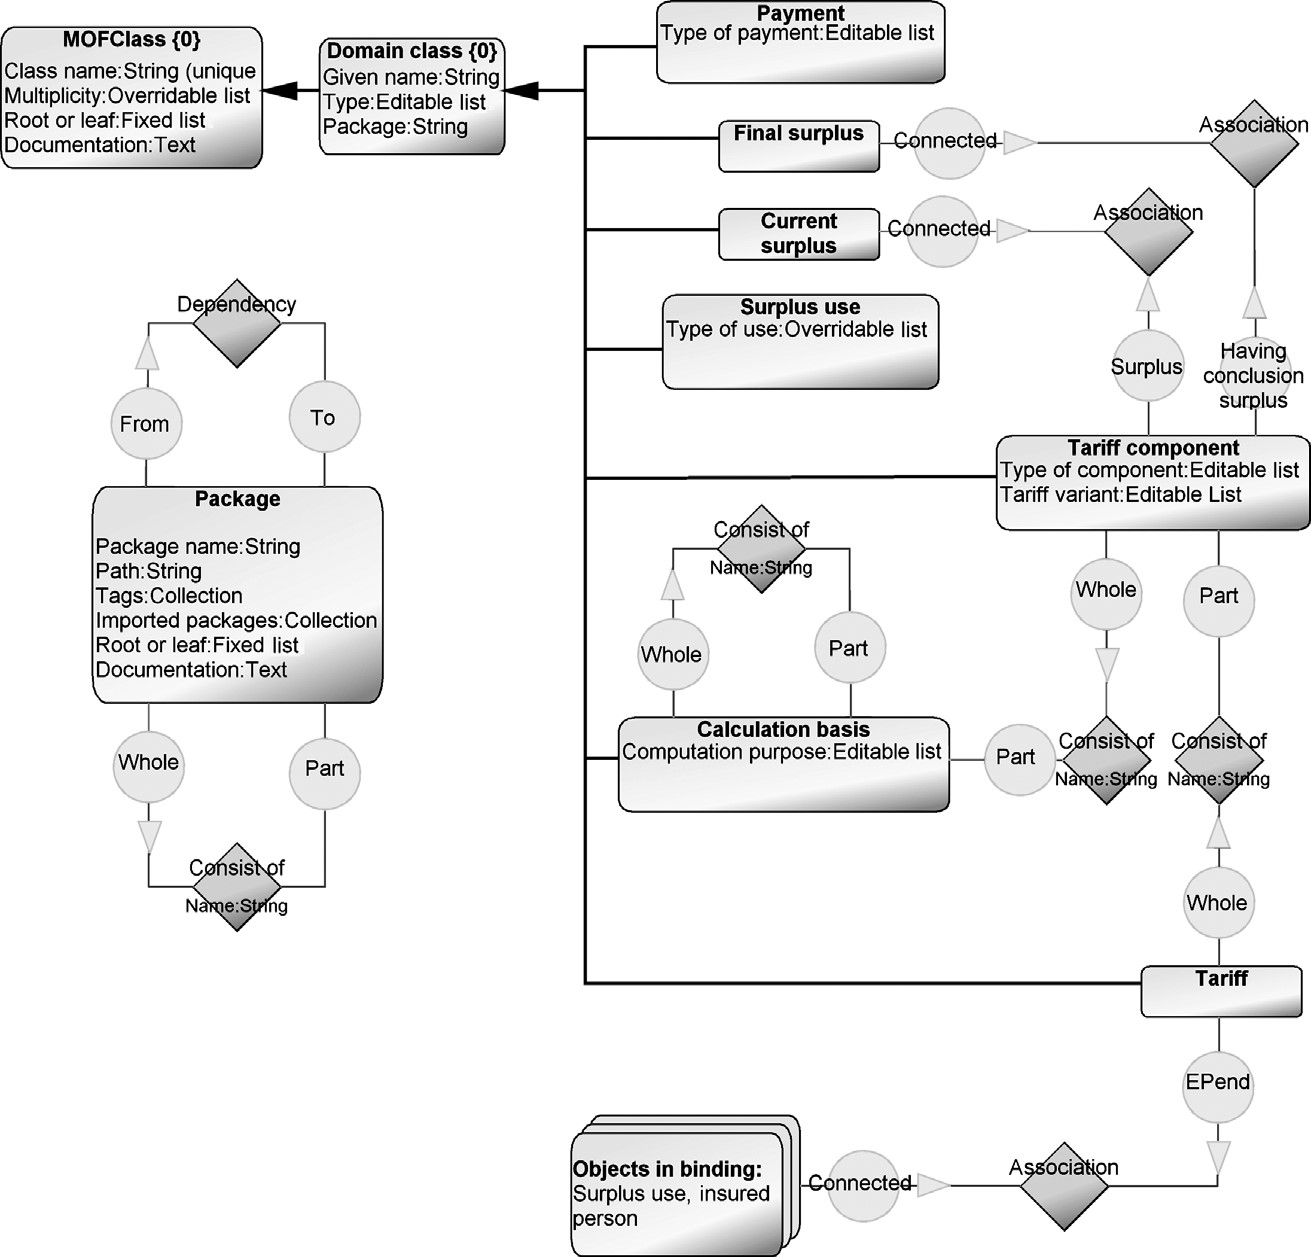 MOFClass {0}
Class name:String (unique
Multiplicity:Overridable list
Root or leaf:Fixed list
Documentation:Text
Domain class {0}
Given name:String
Type:Editable list
Package:String
Payment
Type of payment:Editable list
Final surplus
Connected
Association
Current
surplus
Connected
Association
Surplus use
Type of use:Overridable list
Surplus
Having
conclusion
surplus
Dependency
From
To
Package
Package name:String
Path:String
Tags:Collection
Imported packages:Collection
Root or leaf:Fixed list
Documentation:Text
Whole
Part
Consist of
Name:String
Tariff component
Type of component:Editable list
Tariff variant:Editable List
Consist of
Name:String
Whole
Part
Whole
Part
Calculation basis
Computation purpose:Editable list
Part
Consist of
Name:String
Consist of
Name:String
Whole
Tariff
EPend
Objects in binding:
Surplus use, insured
person
Connected
Association